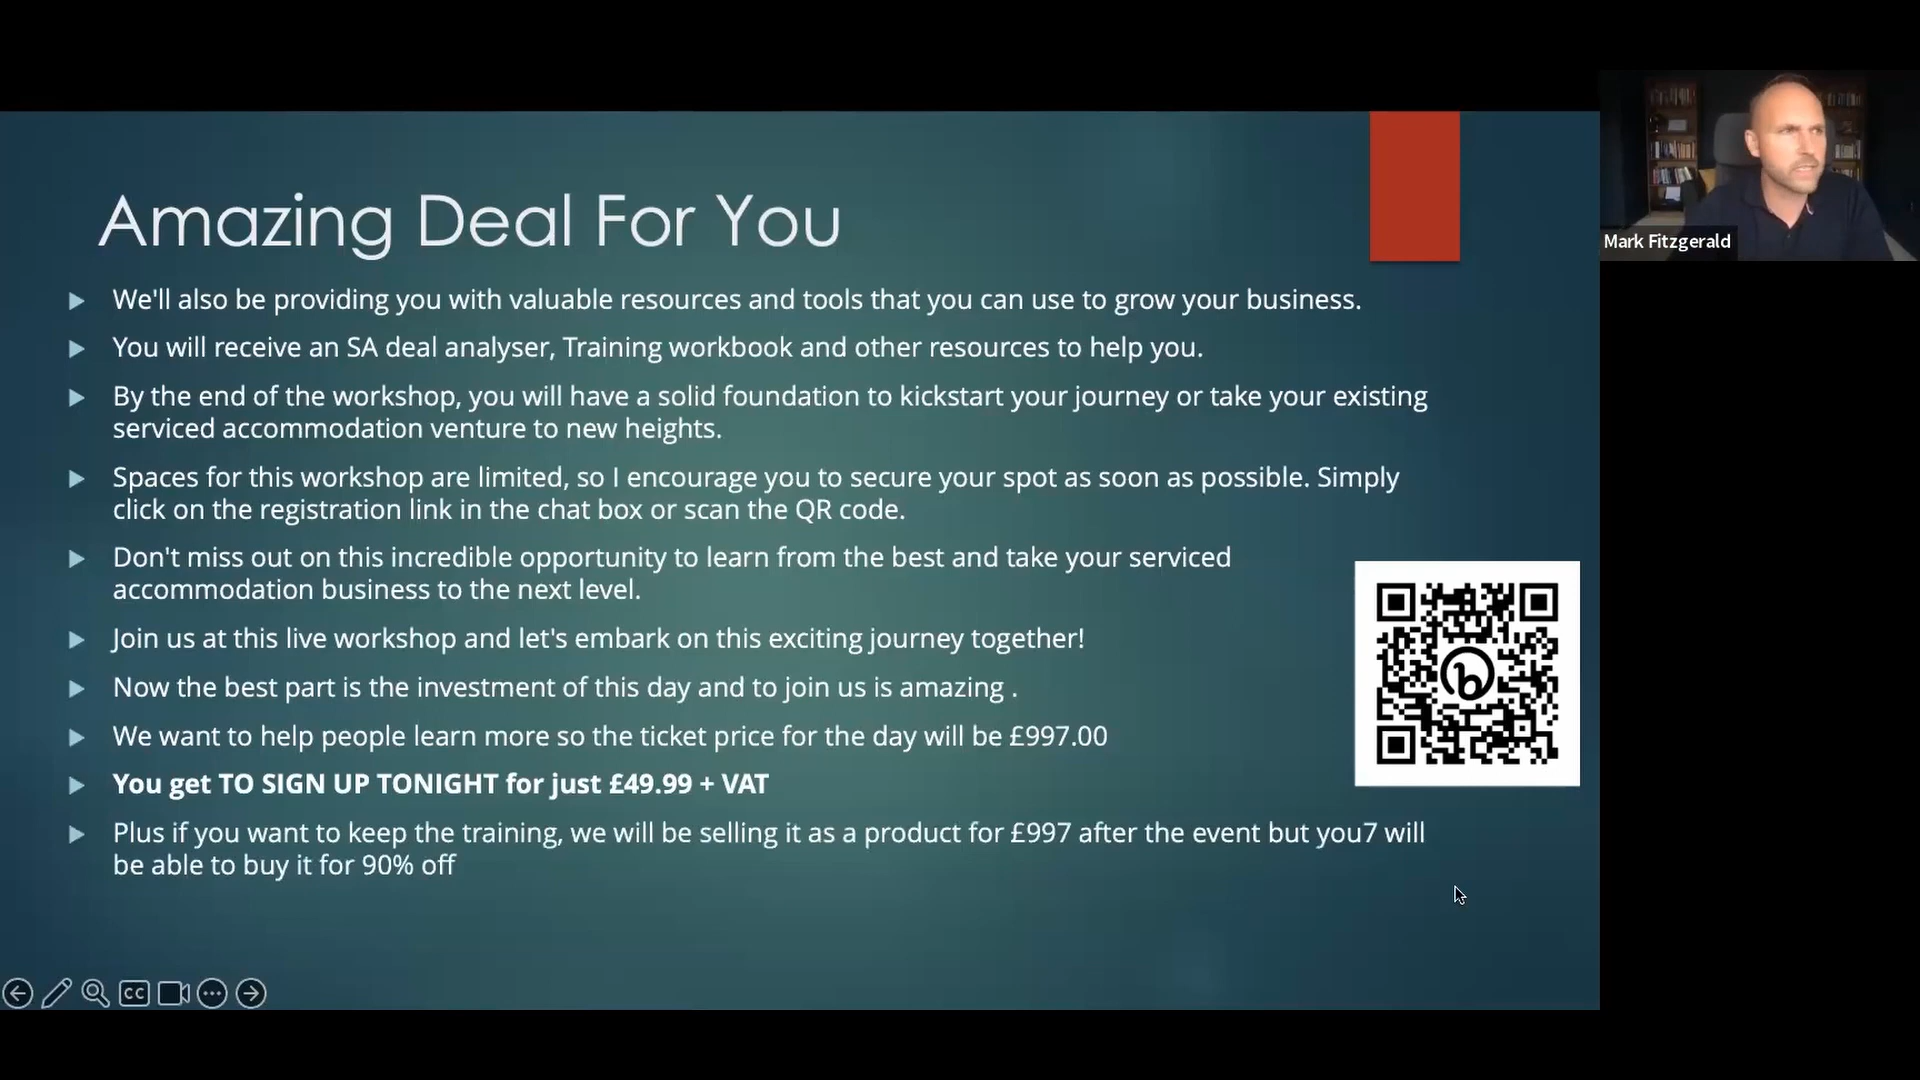 Amazing Deal For You
We'll also be providing you with valuable resources and tools that you can use to grow your business.
You will receive an SA deal analyser, Training workbook and other resources to help you.
By the end of the workshop, you will have a solid foundation to kickstart your journey or take your existing
serviced accommodation venture to new heights.
Spaces for this workshop are limited, so I encourage you to secure your spot as soon as possible. Simply
click on the registration link in the chat box or scan the QR code.
Don't miss out on this incredible opportunity to learn from the best and take your serviced
accommodation business to the next level.
Join us at this live workshop and let's embark on this exciting journey together!
Now the best part is the investment of this day and to join us is amazing .
We want to help people learn more so the ticket price for the day will be £997.00
You get TO SIGN UP TONIGHT for just £49.99 + VAT
Plus if you want to keep the training, we will be selling it as a product for £997 after the event but you7 will
be able to buy it for 90% off
Mark Fitzgerald
b
CC